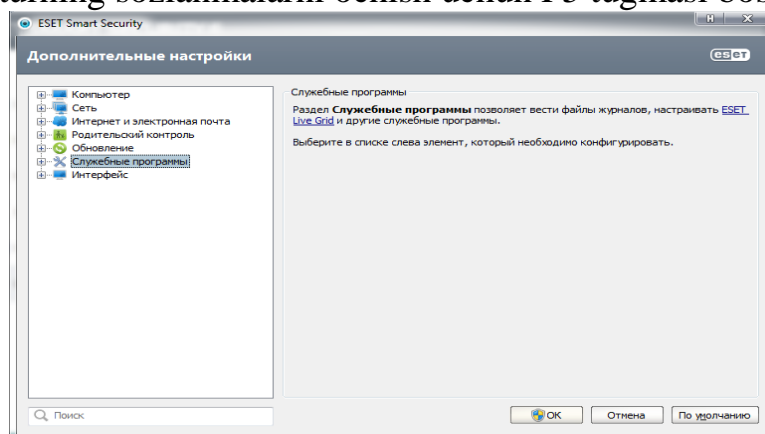 ESET Smart Security
Дополнительные настройки
eset
Компьютер
Сеть
Интернет и электронная почта
Родительский контроль
Обновление
Служебные программы
Интерфейс
Служебные программы
Раздел Служебные программы позволяет вести файлы журналов, настраивать ESET
Live Grid и другие служебные программы.
Выберите в списке слева элемент, который необходимо конфигурировать.
Поиск
OK Отмена По умолчанию